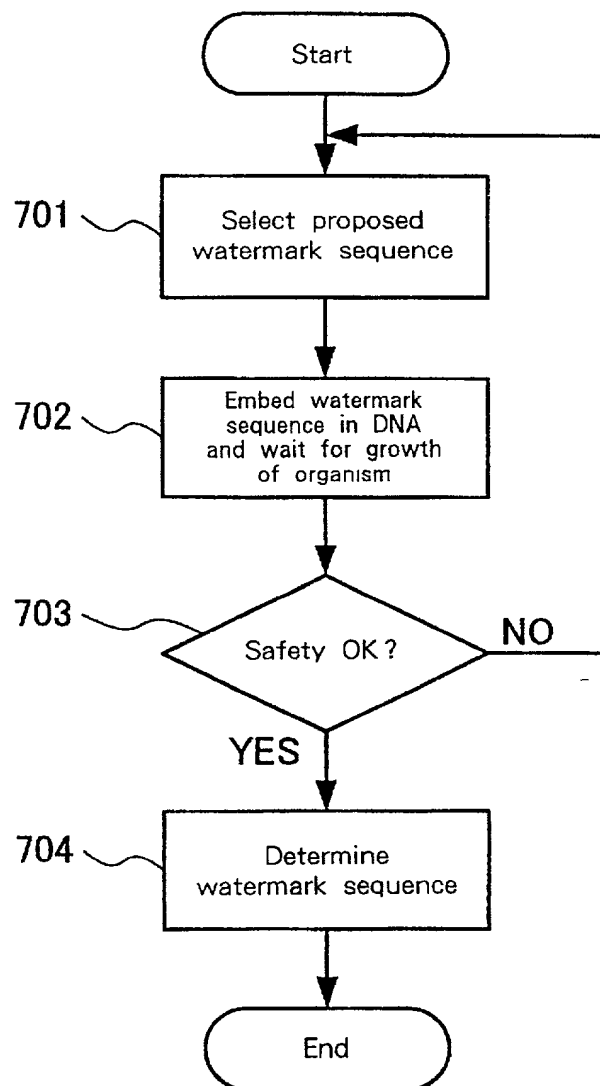 Start
701
Select proposed
watermark sequence
702
Embed watermark
sequence in DNA
and wait for growth
of organism
703
Safety OK?
NO
YES
704
Determine
watermark sequence
End